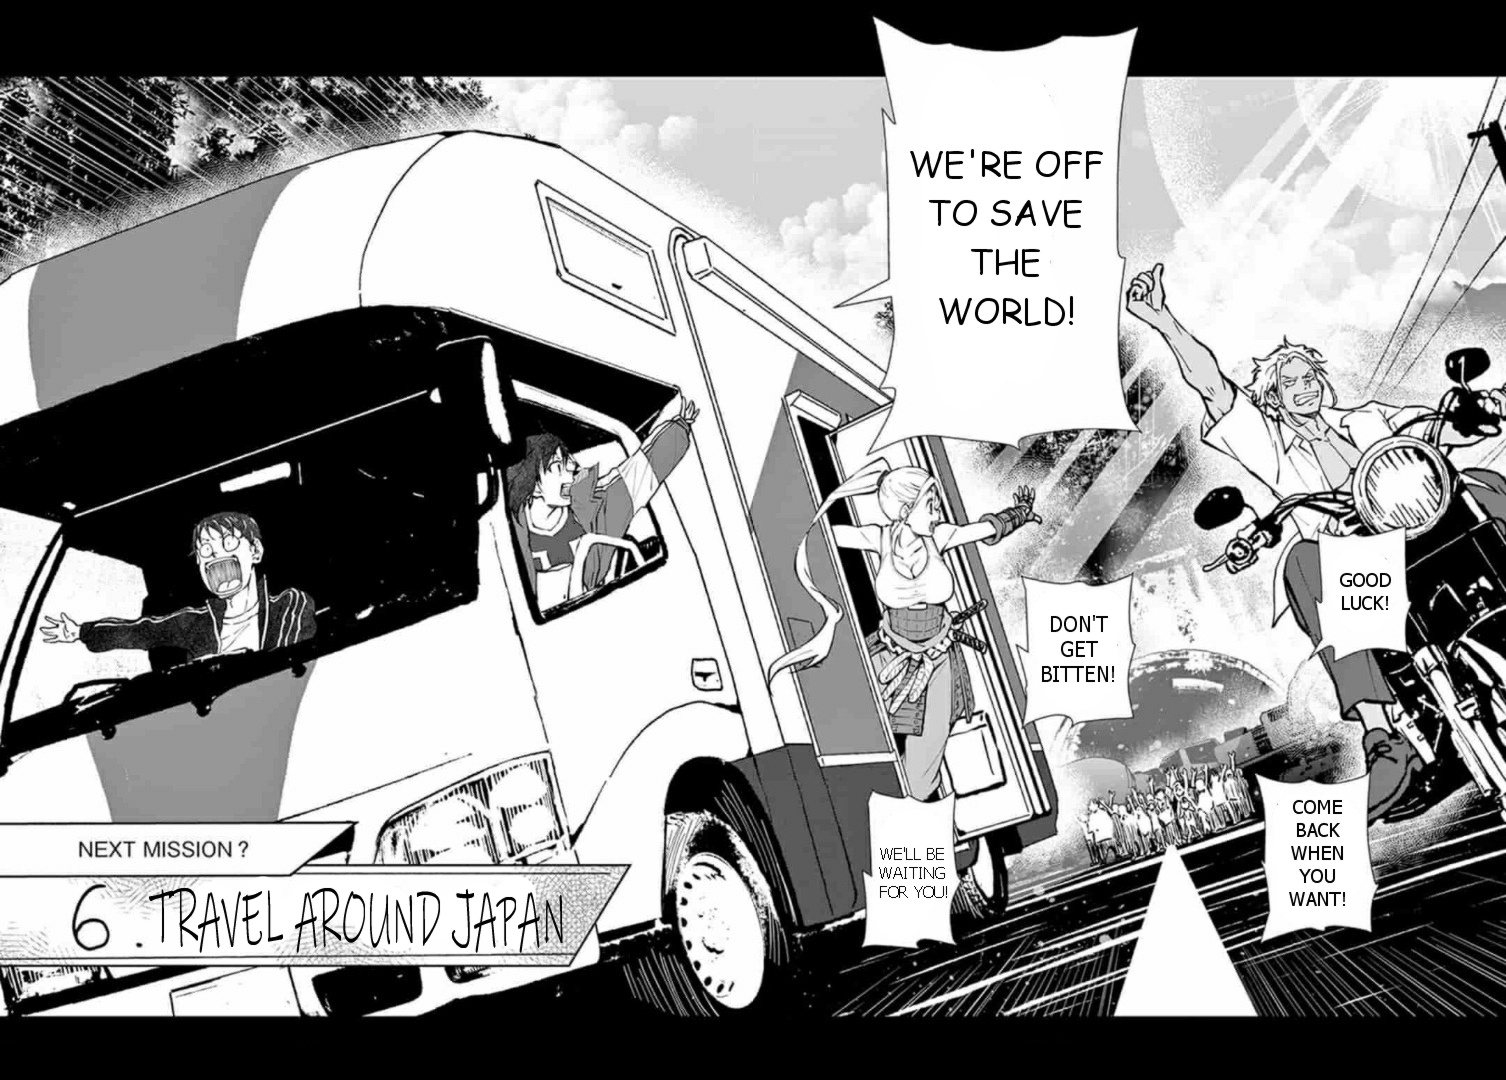 WE'RE OFF
TO SAVE
THE
WORLD!
GOOD
LUCK!
DON'T
GET
BITTEN!
COME
BACK
WHEN
YOU
WANT!
WE'LL BE
WAITING
FOR YOU!
NEXT MISSION?
6. TRAVEL AROUND JAPAN